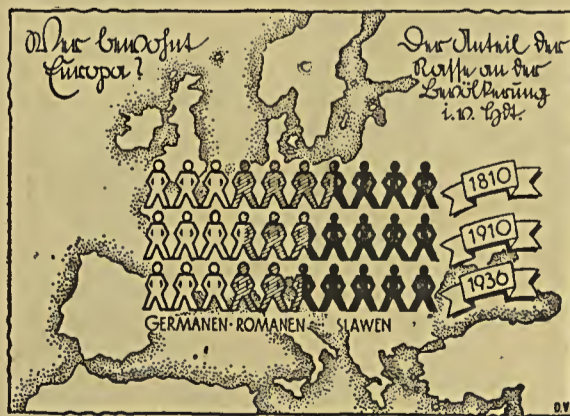 Wer bewohnt
Europa?
Der Anteil der
Rasse an der
Bevölkerung
i. v. Hdt.
1810
1910
1936
GERMANEN · ROMANEN SLAWEN